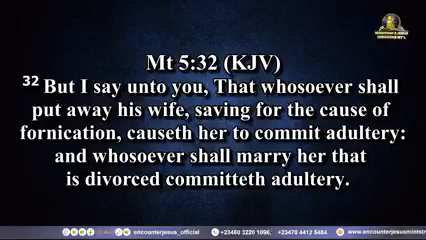 Mt 5:32 (KJV)
32 But I say unto you, That whosoever shall
put away his wife, saving for the cause of
fornication, causeth her to commit adultery:
and whosoever shall marry her that
is divorced committeth adultery.
encounterjesus_official +23480 3220 1096, +23470 4412 5484 www.encounterjesusministr